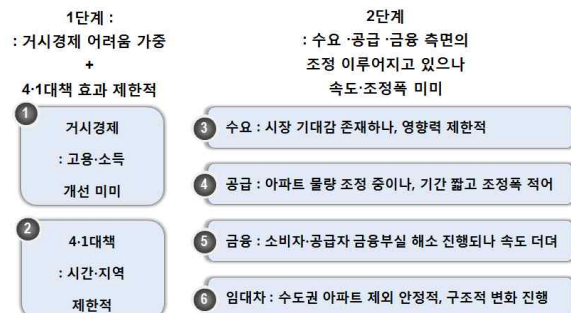 1단계 :
: 거시경제 어려움 가중
+
4·1대책 효과 제한적
1
거시경제
: 고용·소득
개선 미미
2
4·1대책
: 시간·지역
제한적
2단계
: 수요 ·공급 ·금융 측면의
조정 이루어지고 있으나
속도·조정폭 미미
3 수요 : 시장 기대감 존재하나, 영향력 제한적
4 공급 : 아파트 물량 조정 중이나, 기간 짧고 조정폭 적어
5 금융 : 소비자·공급자 금융부실 해소 진행되나 속도 더뎌
6 임대차 : 수도권 아파트 제외 안정적, 구조적 변화 진행